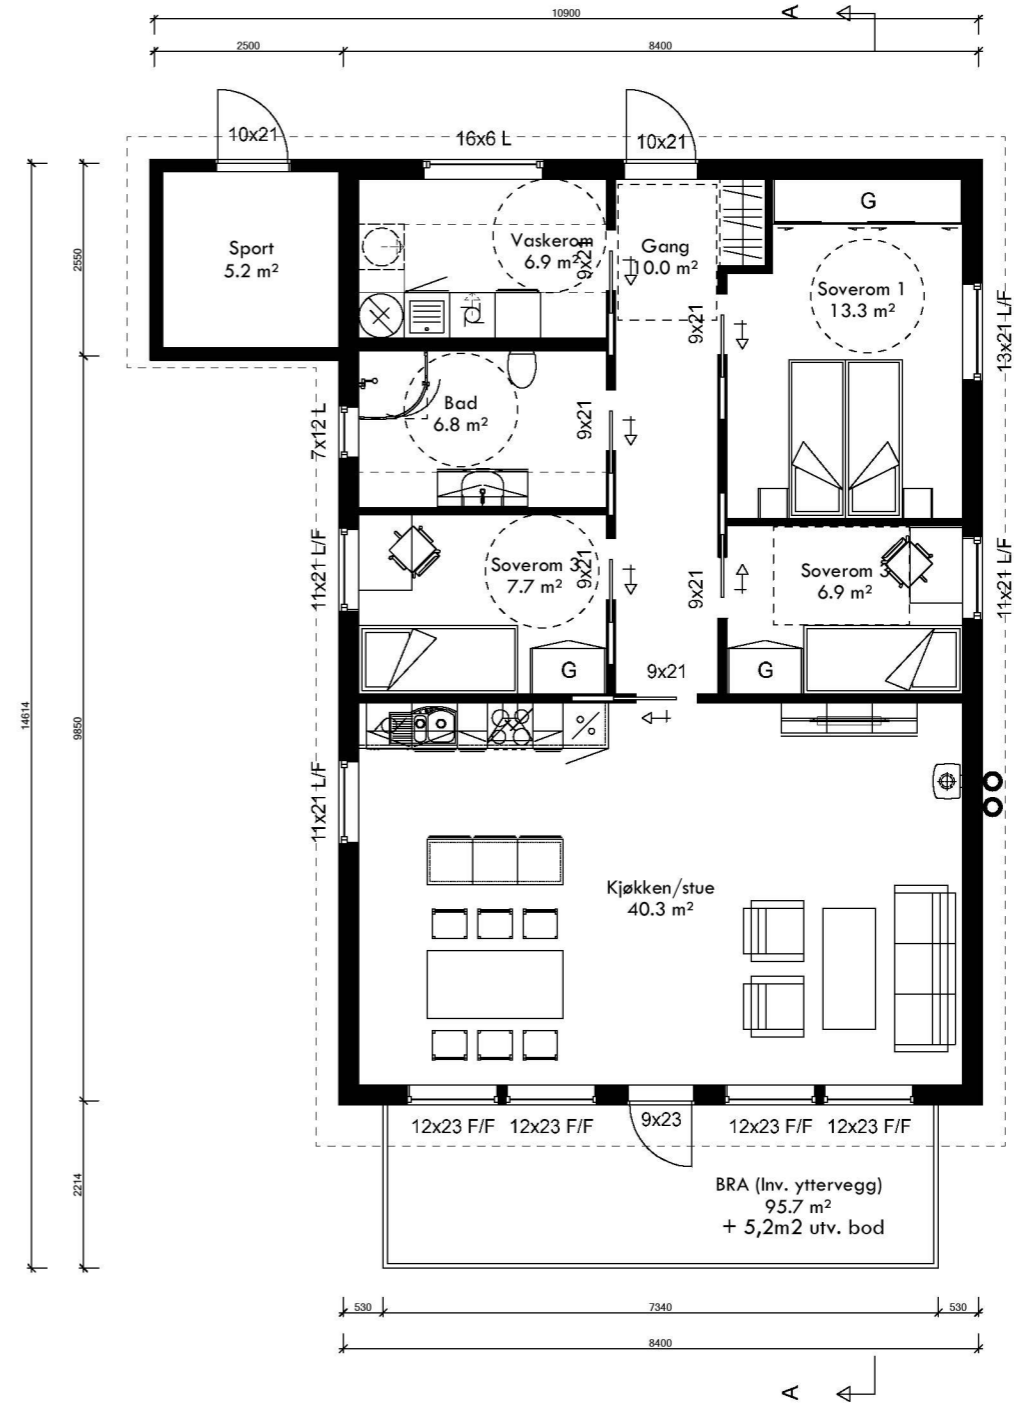 10900
A
2500
8400
10x21
16x6 L
10x21
G
Sport
5.2 m²
Vaskerom
6.9 m²
9x21
Gang
10.0 m²
Soverom 1
13.3 m²
2550
9x21
13x21 L/F
Bad
6.8 m²
7x12 L
9x21
11x21 L/F
Soverom 3
7.7 m²
9x21
9x21
Soverom 3
6.9 m²
11x21 L/F
G
9x21
G
14614
9850
11x21 L/F
Kjøkken/stue
40.3 m²
12x23 F/F
12x23 F/F
9x23
12x23 F/F
12x23 F/F
2214
BRA (Inv. yttervegg)
95.7 m²
+ 5,2m2 utv. bod
530
7340
530
8400
A